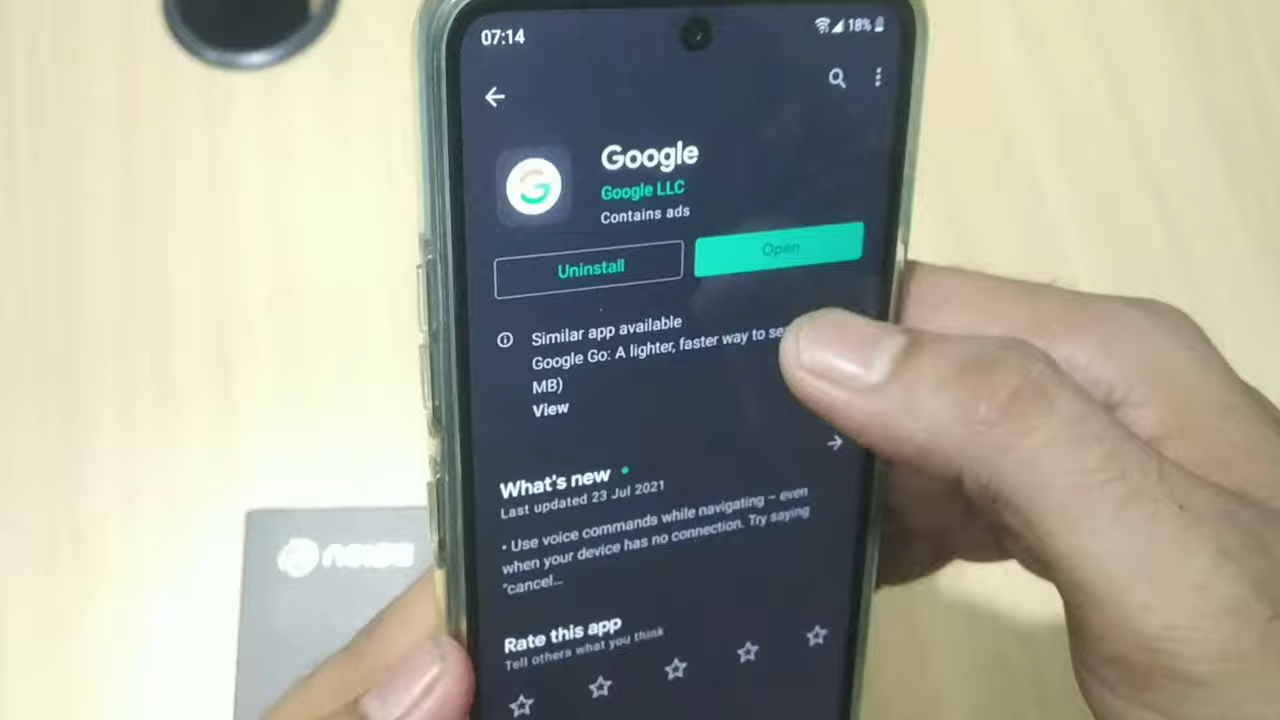 07:14
18%
Google
Google LLC
Contains ads
Uninstall
Open
Similar app available
Google Go: A lighter, faster way to
MB)
View
What's new
Last updated 23 Jul 2021
• Use voice commands while navigating – even
when your device has no connection. Try saying
"cancel...
Rate this app
Tell others what you think
noise